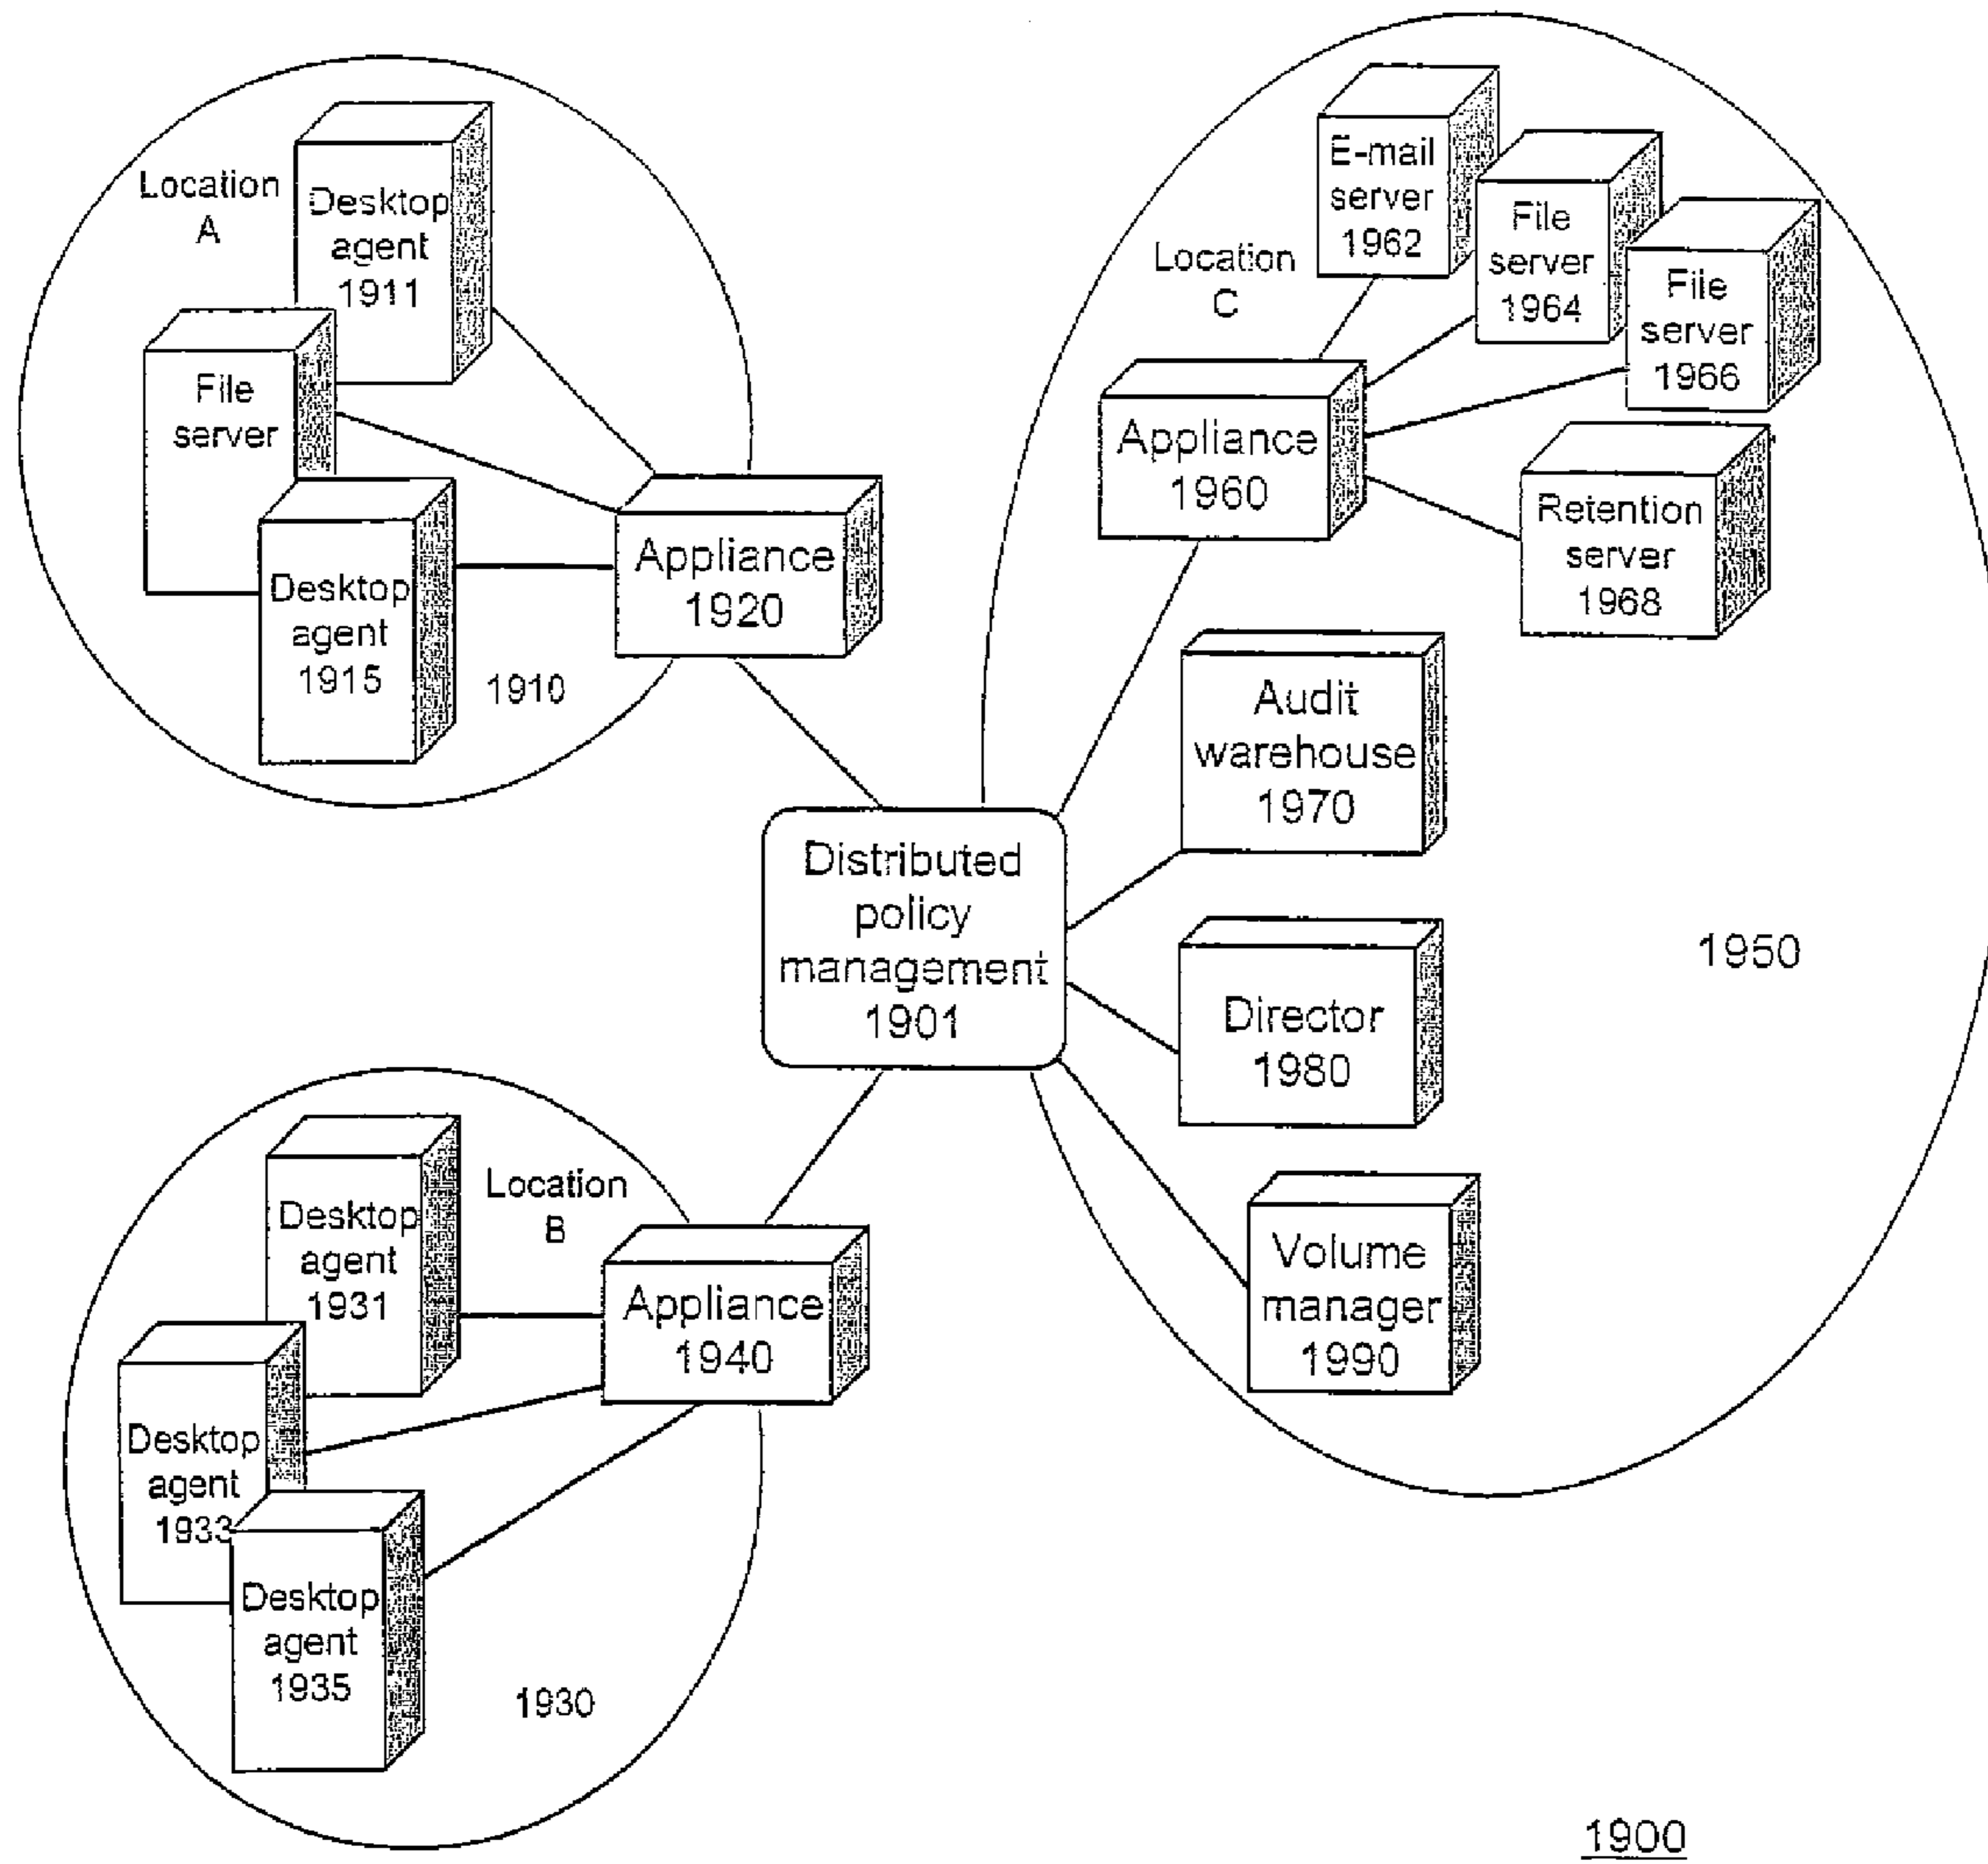 Location
A
Desktop
agent
1911
File
server
Desktop
agent
1915
1910
Appliance
1920
Location
C
E-mail
server
1962
File
server
1964
File
server
1966
Appliance
1960
Retention
server
1968
Audit
warehouse
1970
Distributed
policy
management
1901
Director
1980
1950
Volume
manager
1990
Location
B
Desktop
agent
1931
Desktop
agent
1933
Desktop
agent
1935
Appliance
1940
1930
1900